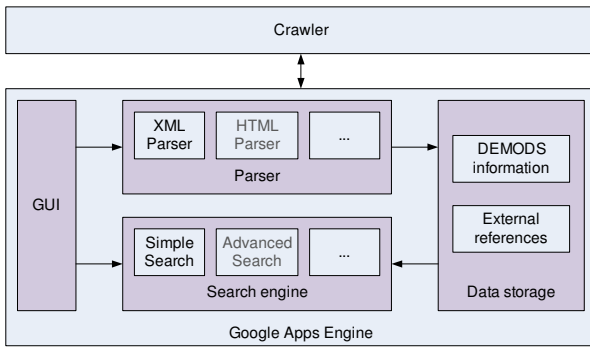 Crawler
GUI
XML
Parser
HTML
Parser
...
Parser
Simple
Search
Advanced
Search
...
Search engine
DEMODS
information
External
references
Data storage
Google Apps Engine